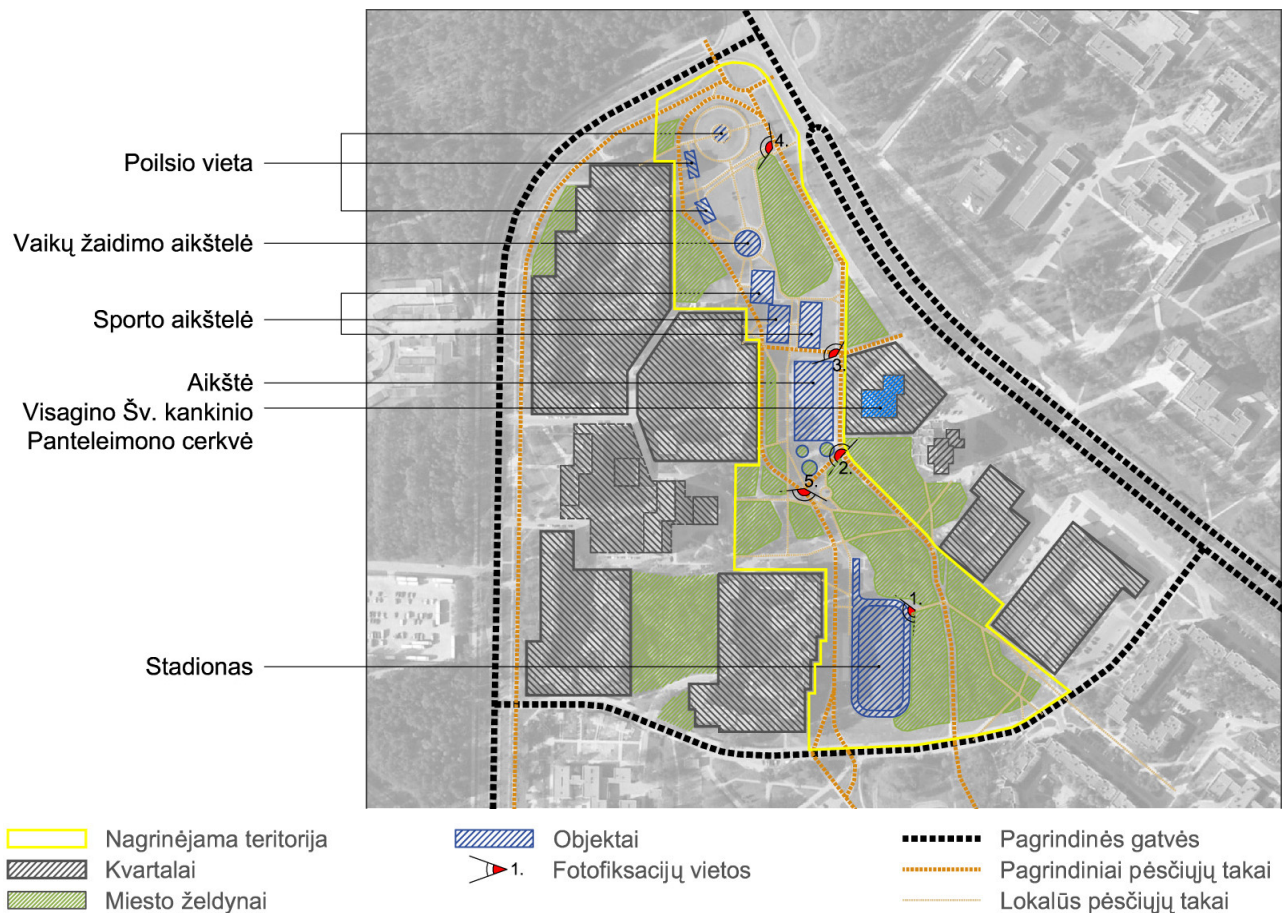 Poilsio vieta
Vaikų žaidimo aikštelė
Sporto aikštelė
Aikštė
Visagino Šv. kankinio
Panteleimono cerkvė
Stadionas
4.
3.
2.
5.
1.
Nagrinėjama teritorija
Kvartalai
Miesto želdynai
Objektai
1. Fotofiksacijų vietos
Pagrindinės gatvės
Pagrindiniai pėsčiųjų takai
Lokalūs pėsčiųjų takai